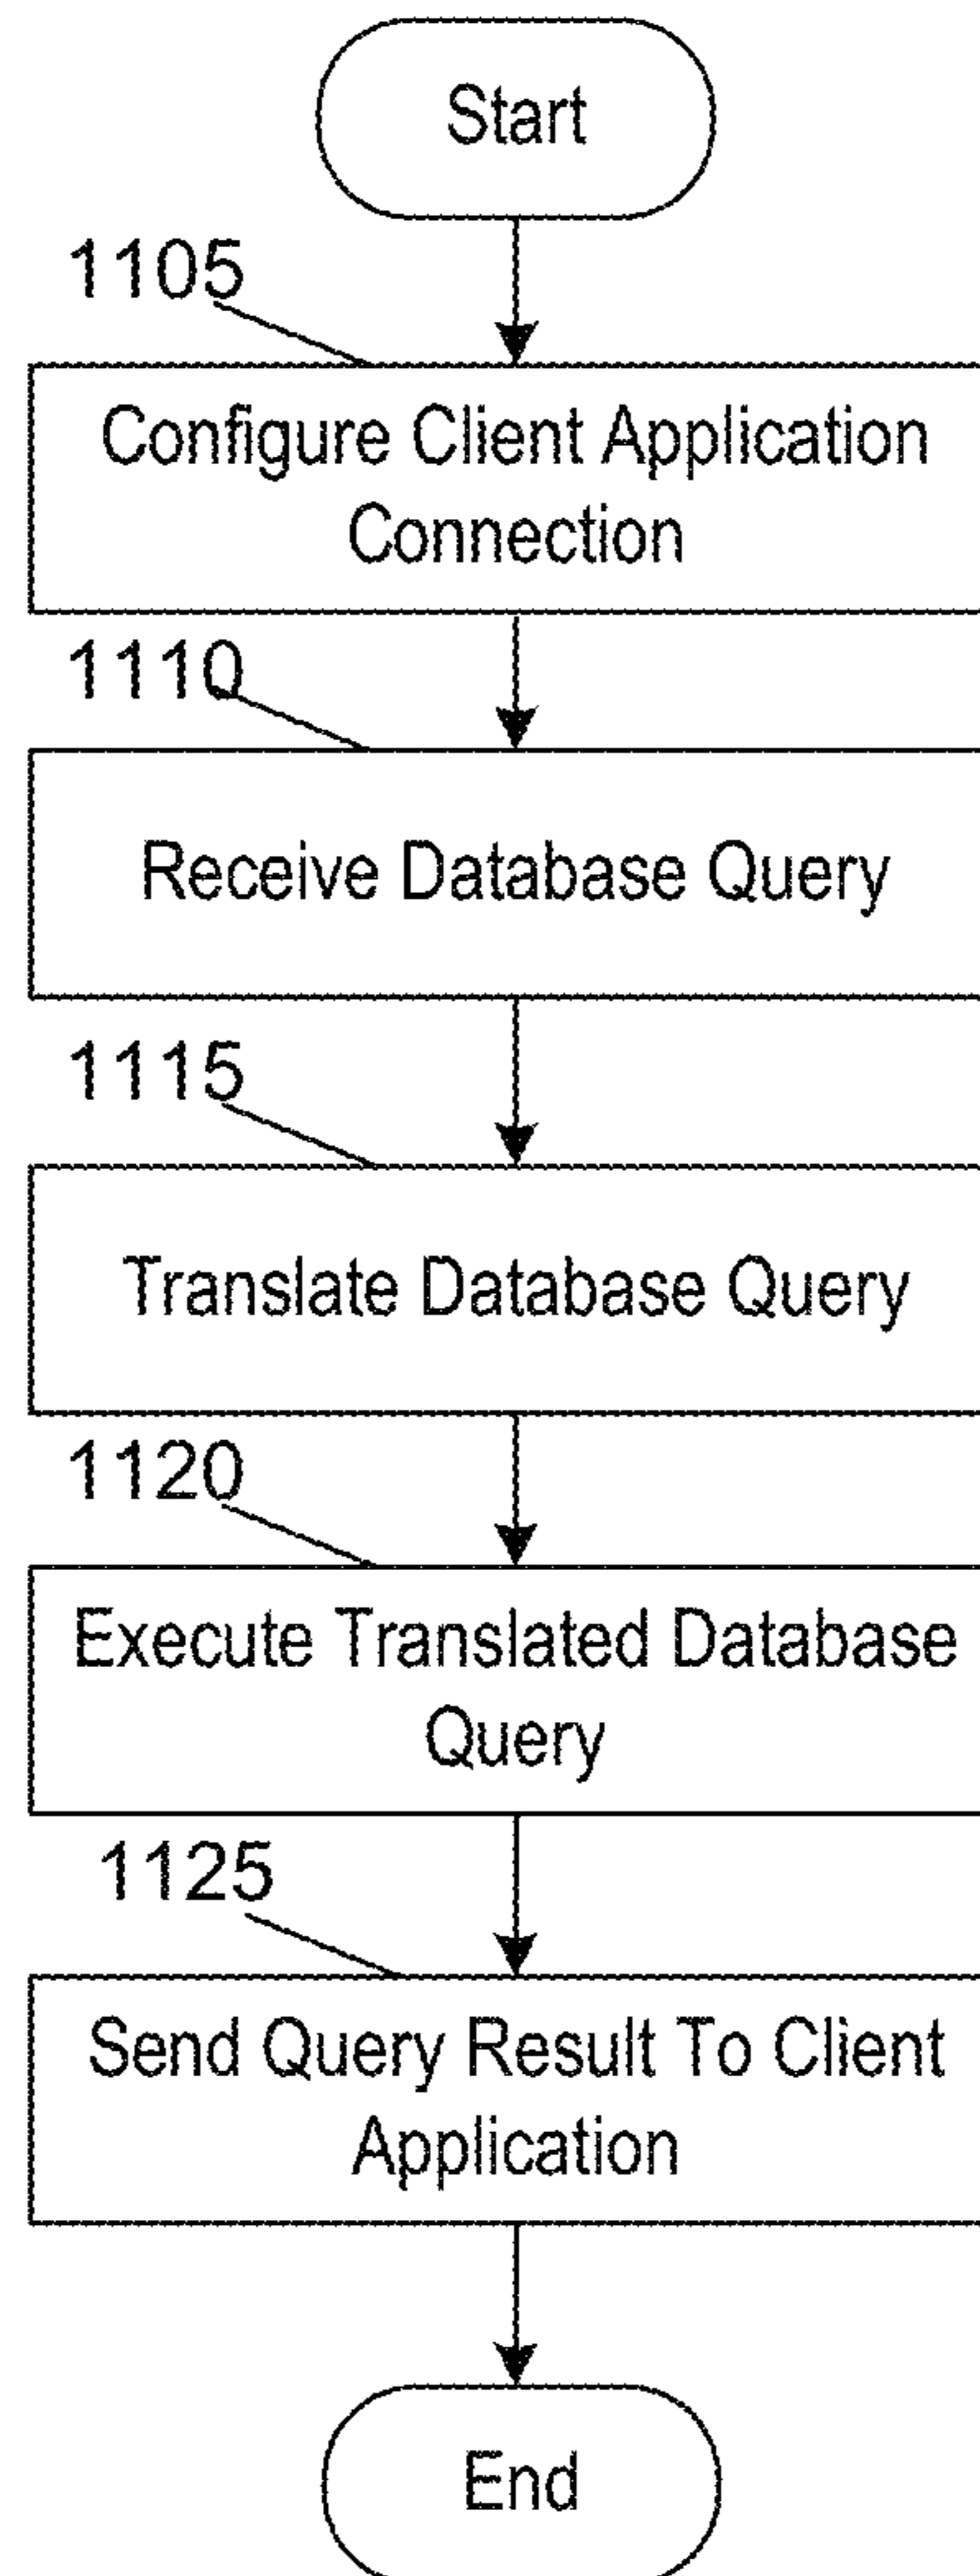 Start
1105
Configure Client Application
Connection
1110
Receive Database Query
1115
Translate Database Query
1120
Execute Translated Database
Query
1125
Send Query Result To Client
Application
End